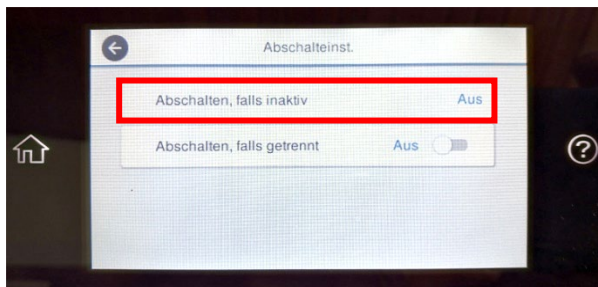 Abschalteinst.
Abschalten, falls inaktiv Aus
Abschalten, falls getrennt Aus
?